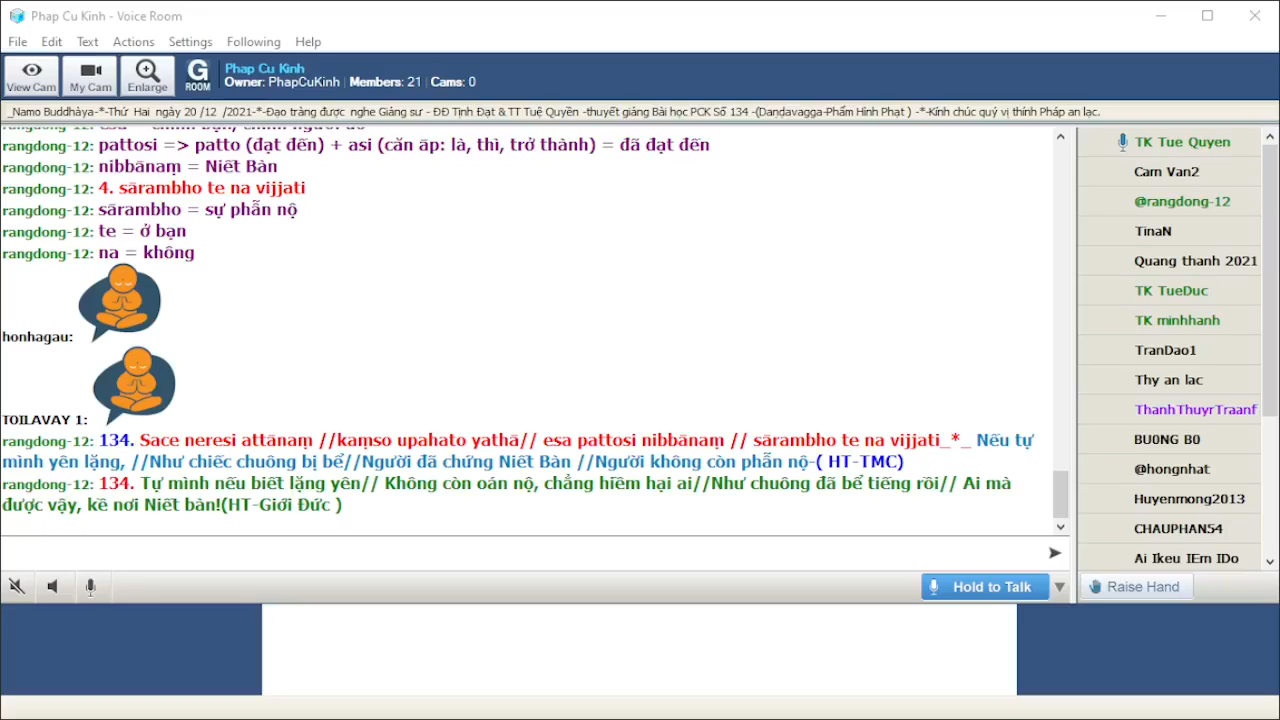 Phap Cu Kinh - Voice Room
File Edit Text Actions Settings Following Help
View Cam My Cam Enlarge G ROOM
Phap Cu Kinh
Owner: PhapCuKinh Members: 21 Cams: 0
_Namo Buddhàya-*-Thứ Hai ngày 20 /12 /2021-*-Đạo tràng được nghe Giảng sư - ĐĐ Tịnh Đạt & TT Tuệ Quyền -thuyết giảng Bài học PCK Số 134 -(Daṇḍavagga-Phẩm Hình Phạt ) -*-Kính chúc quý vị thính Pháp an lạc.
rangdong-12: pattosi => patto (đạt đến) + asi (căn āp: là, thì, trở thành) = đã đạt đến
rangdong-12: nibbānaṃ = Niết Bàn
rangdong-12: 4. sārambho te na vijjati
rangdong-12: sārambho = sự phẫn nộ
rangdong-12: te = ở bạn
rangdong-12: na = không
honhagau:
TOILAVAY 1:
rangdong-12: 134. Sace neresi attānaṃ //kaṃso upahato yathā// esa pattosi nibbānaṃ // sārambho te na vijjati_*_ Nếu tự
mình yên lặng, //Như chiếc chuông bị bể//Người đã chứng Niết Bàn //Người không còn phẫn nộ-( HT-TMC)
rangdong-12: 134. Tự mình nếu biết lặng yên// Không còn oán nộ, chẳng hiềm hại ai//Như chuông đã bể tiếng rồi// Ai mà
được vậy, kề nơi Niết bàn!(HT-Giới Đức )
TK Tue Quyen
Cam Van2
@rangdong-12
TinaN
Quang thanh 2021
TK TueDuc
TK minhhanh
TranDao1
Thy an lac
ThanhThuyrTraanf
BU0NG B0
@hongnhat
Huyenmong2013
CHAUPHAN54
Ai Ikeu IEm IDo
Hold to Talk
Raise Hand